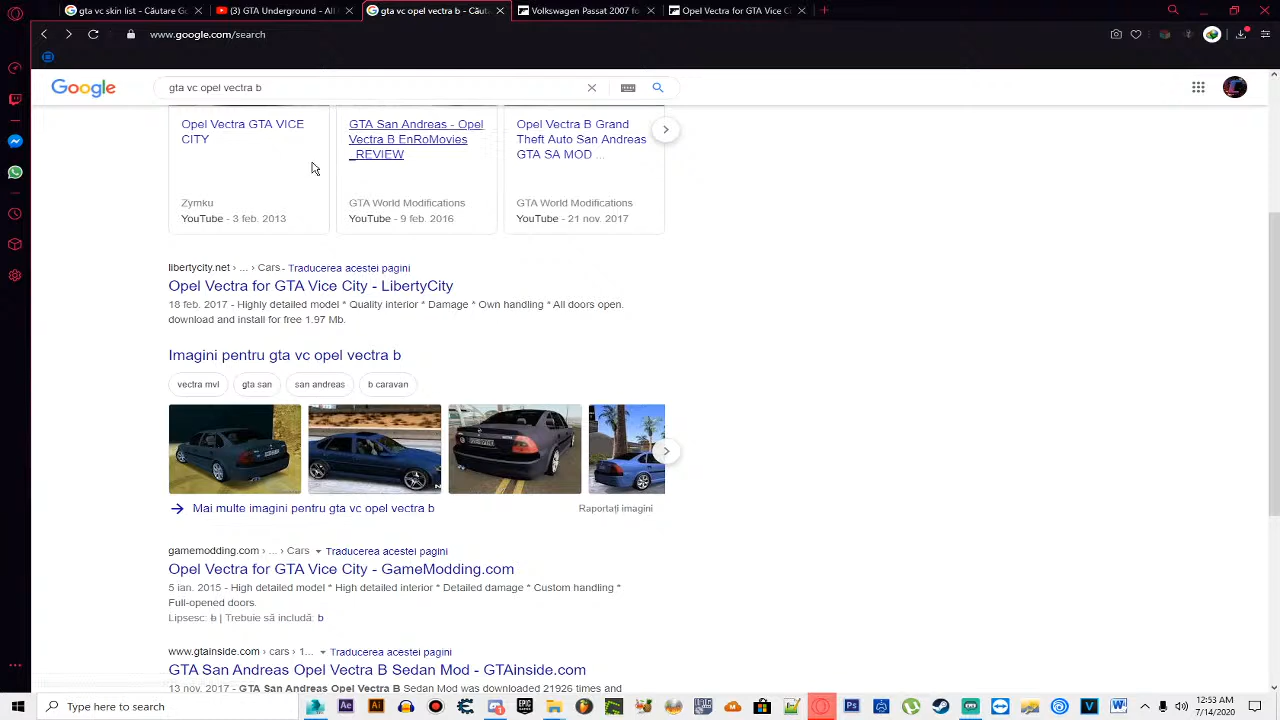 gta vc skin list - Căutare G
(3) GTA Underground - All
gta vc opel vectra b - Căuta
Volkswagen Passat 2007 fo
Opel Vectra for GTA Vice C
www.google.com/search
Google
gta vc opel vectra b
Opel Vectra GTA VICE
CITY
Zymku
YouTube - 3 feb. 2013
GTA San Andreas - Opel
Vectra B EnRoMovies
_REVIEW
GTA World Modifications
YouTube - 9 feb. 2016
Opel Vectra B Grand
Theft Auto San Andreas
GTA SA MOD ...
GTA World Modifications
YouTube - 21 nov. 2017
libertycity.net › ... › Cars - Traducerea acestei pagini
Opel Vectra for GTA Vice City - LibertyCity
18 feb. 2017 - Highly detailed model * Quality interior * Damage * Own handling * All doors open.
download and install for free 1.97 Mb.
Imagini pentru gta vc opel vectra b
vectra mvl
gta san
san andreas
b caravan
Mai multe imagini pentru gta vc opel vectra b
Raportați imagini
gamemodding.com › ... › Cars Traducerea acestei pagini
Opel Vectra for GTA Vice City - GameModding.com
5 ian. 2015 - High detailed model * High detailed interior * Detailed damage * Custom handling *
Full-opened doors.
Lipsesc: b | Trebuie să includă: b
www.gtainside.com › cars › 1... Traducerea acestei pagini
GTA San Andreas Opel Vectra B Sedan Mod - GTAinside.com
13 nov. 2017 - GTA San Andreas Opel Vectra B Sedan Mod was downloaded 21926 times and
Type here to search
12:53 AM
7/14/2020